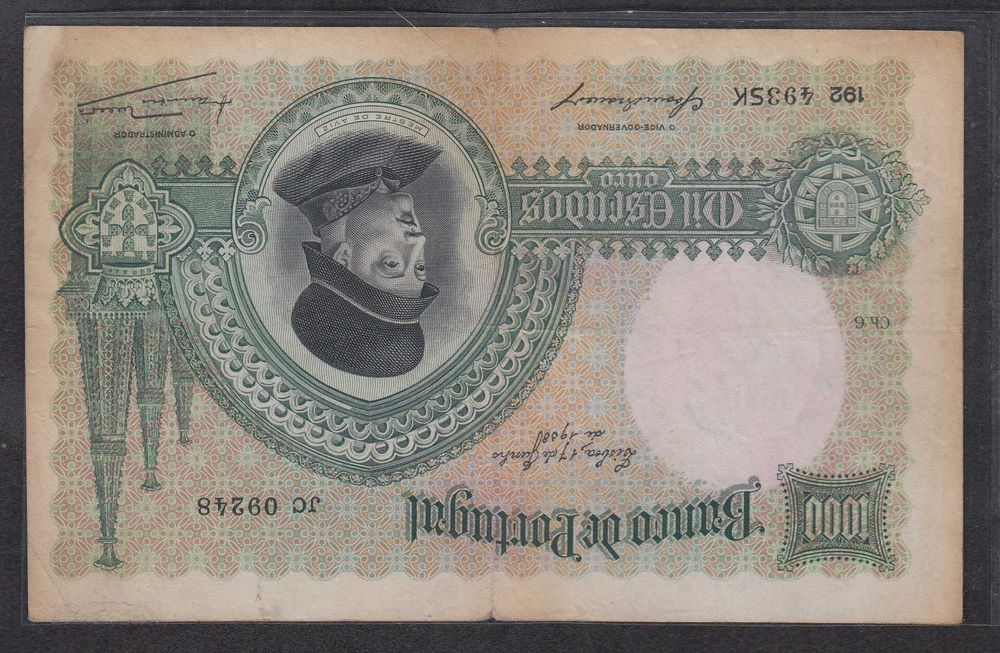 1000
Banco de Portugal
JC 09248
Lisboa, 17 de Junho
de 1938
Ch. 6
Mil Escudos
ouro
MESTRE DE AVIZ
O VICE-GOVERNADOR
O ADMINISTRADOR
192 493SK